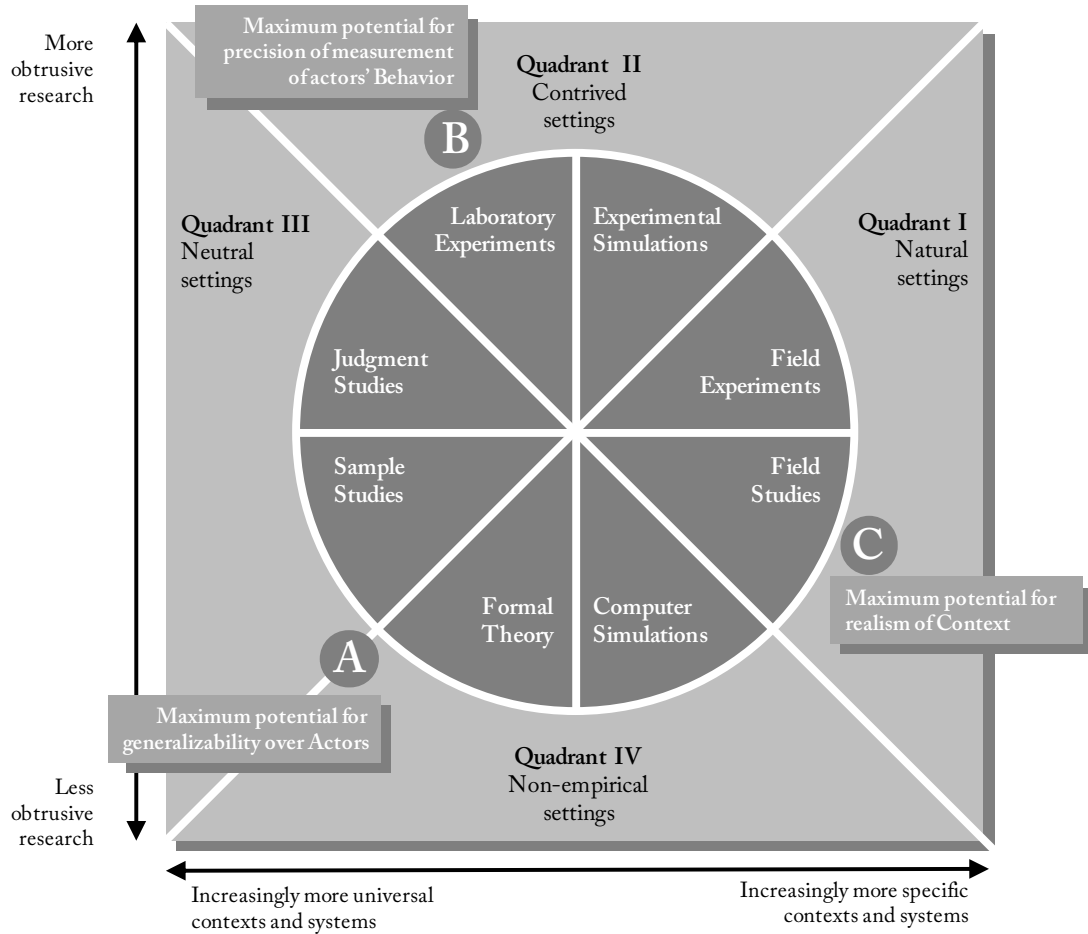 More
obtrusive
research
Maximum potential for
precision of measurement
of actors' Behavior
B
Quadrant II
Contrived
settings
Quadrant III
Neutral
settings
Quadrant I
Natural
settings
Laboratory
Experiments
Experimental
Simulations
Judgment
Studies
Field
Experiments
Sample
Studies
Field
Studies
C
Maximum potential for
realism of Context
Formal
Theory
Computer
Simulations
A
Maximum potential for
generalizability over Actors
Quadrant IV
Non-empirical
settings
Less
obtrusive
research
Increasingly more universal
contexts and systems
Increasingly more specific
contexts and systems